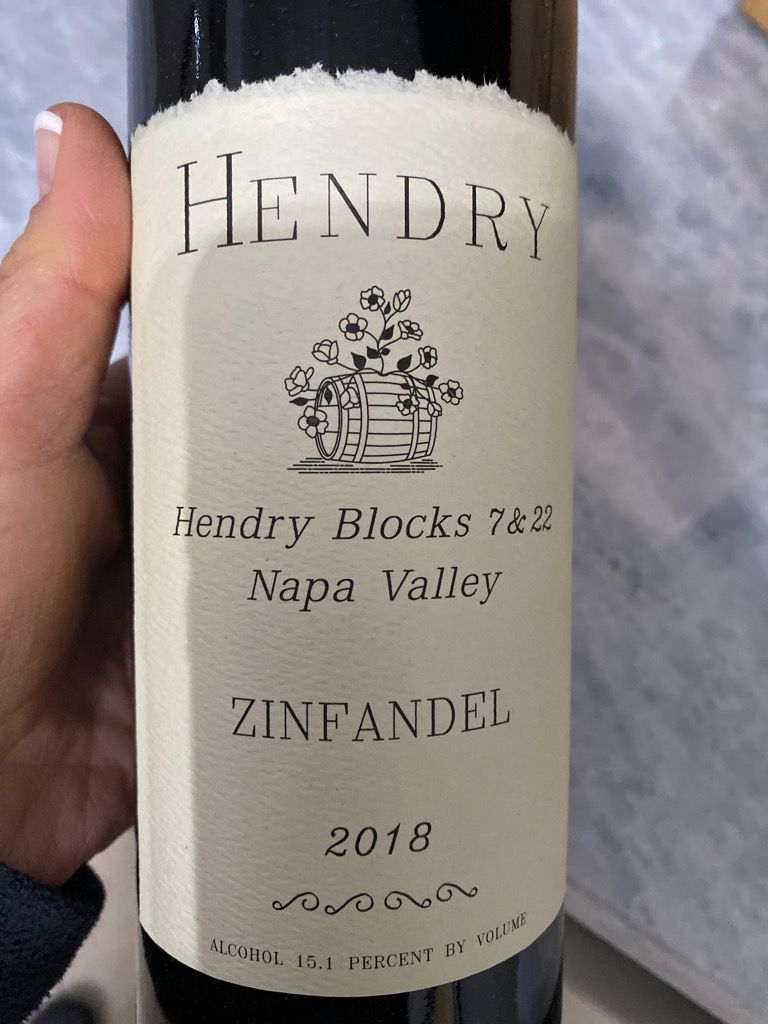 HENDRY
Hendry Blocks 7 & 22
Napa Valley
ZINFANDEL
2018
ALCOHOL 15.1 PERCENT BY VOLUME